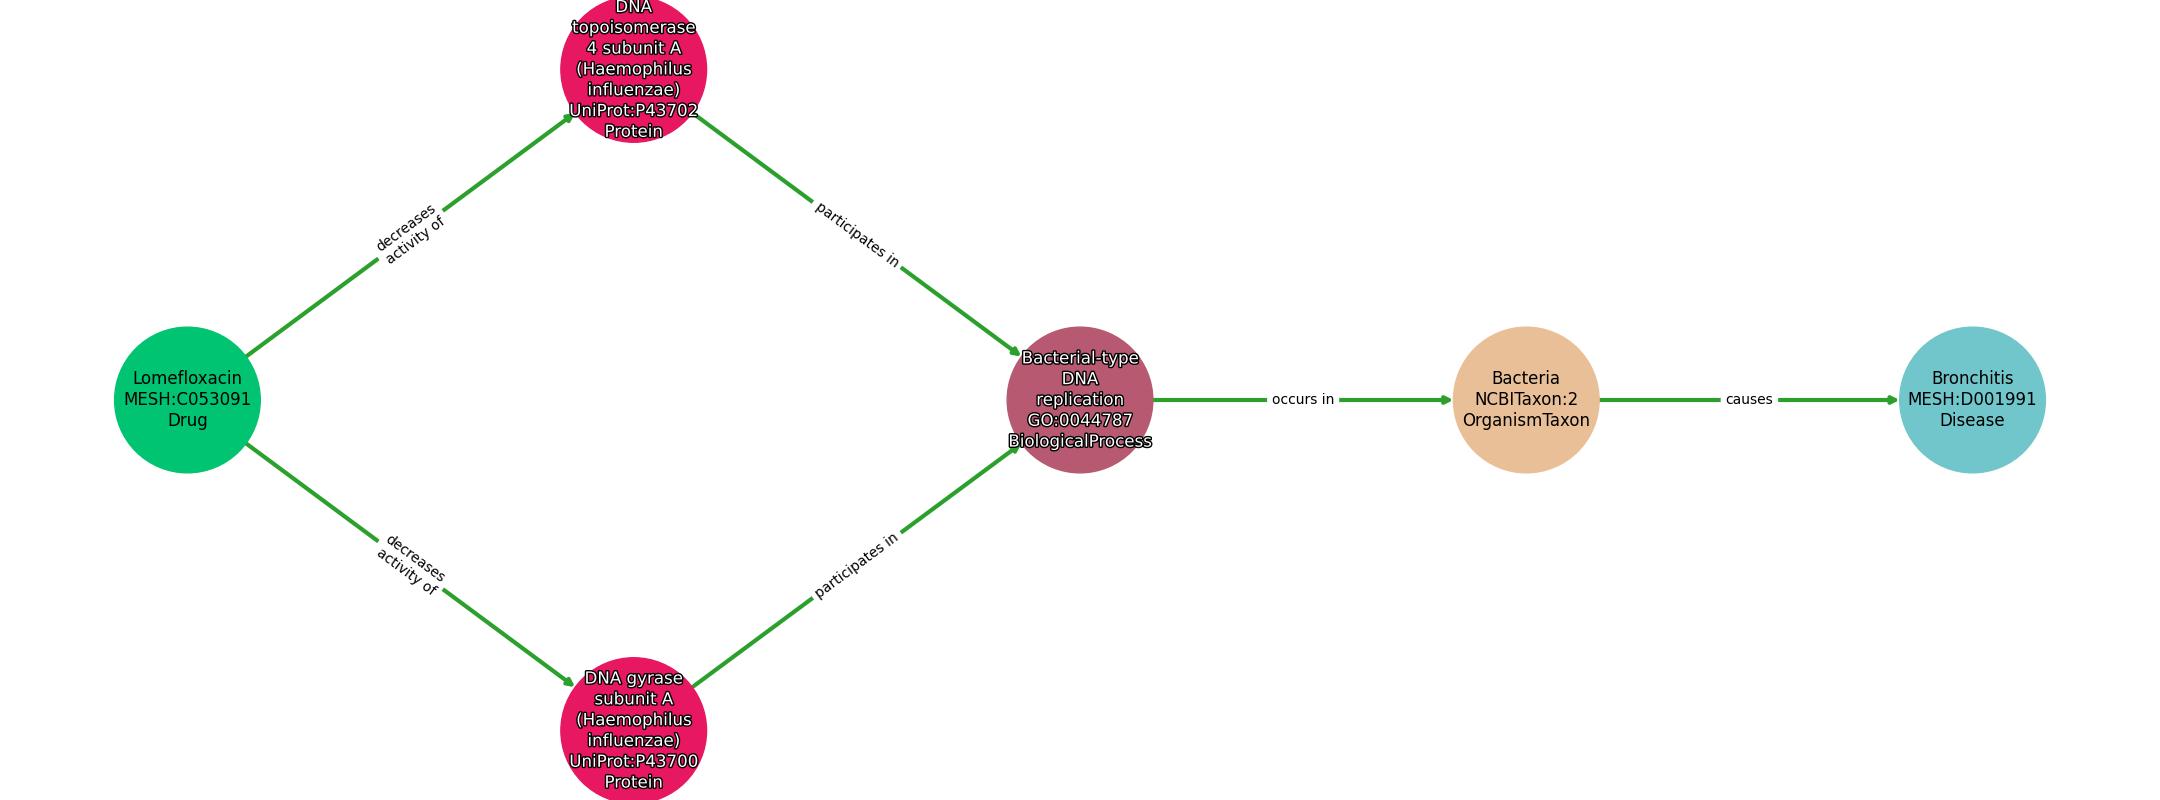 DNA
topoisomerase
4 subunit A
(Haemophilus
influenzae)
UniProt:P43702
Protein
decreases
activity of
participates in
Lomefloxacin
MESH:C053091
Drug
Bacterial-type
DNA
replication
GO:0044787
BiologicalProcess
occurs in
Bacteria
NCBITaxon:2
OrganismTaxon
causes
Bronchitis
MESH:D001991
Disease
decreases
activity of
participates in
DNA gyrase
subunit A
(Haemophilus
influenzae)
UniProt:P43700
Protein